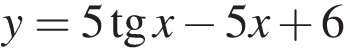 y = 5 tg x − 5x + 6